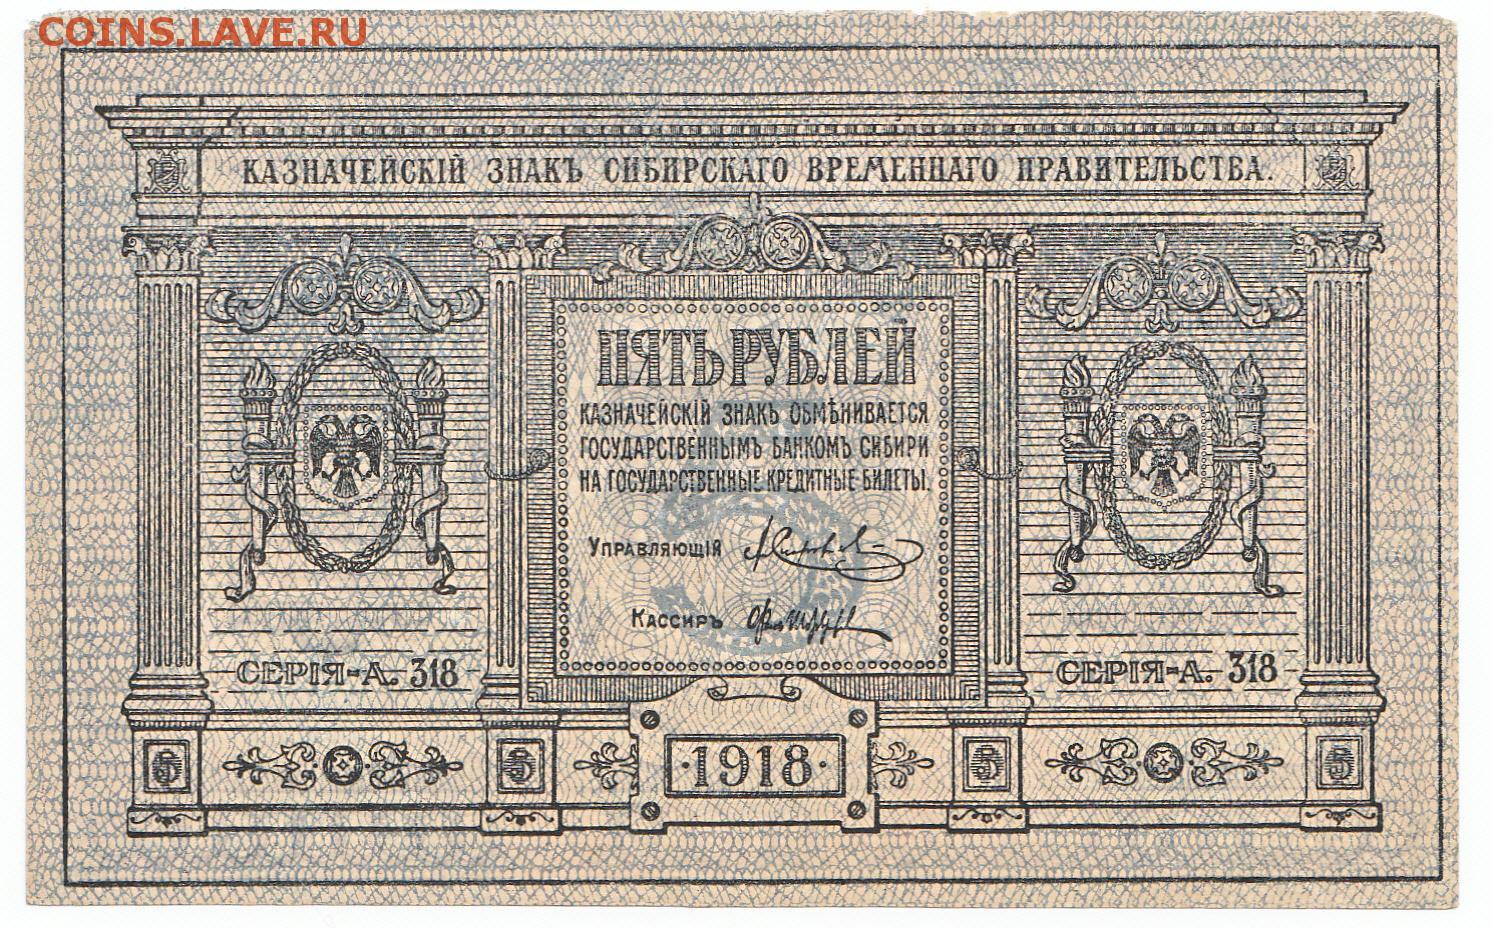 COINS.LAVE.RU
КАЗНАЧЕЙСКІЙ ЗНАКЪ СИБИРСКАГО ВРЕМЕННАГО ПРАВИТЕЛЬСТВА.
ПЯТЬ РУБЛЕЙ
КАЗНАЧЕЙСКІЙ ЗНАКЪ ОБМѢНИВАЕТСЯ
ГОСУДАРСТВЕННЫМЪ БАНКОМЪ СИБИРИ
НА ГОСУДАРСТВЕННЫЕ КРЕДИТНЫЕ БИЛЕТЫ.
УПРАВЛЯЮЩІЙ
КАССИРЪ
СЕРІЯ-А. 318
СЕРІЯ-А. 318
5
5
·1918·
5
5